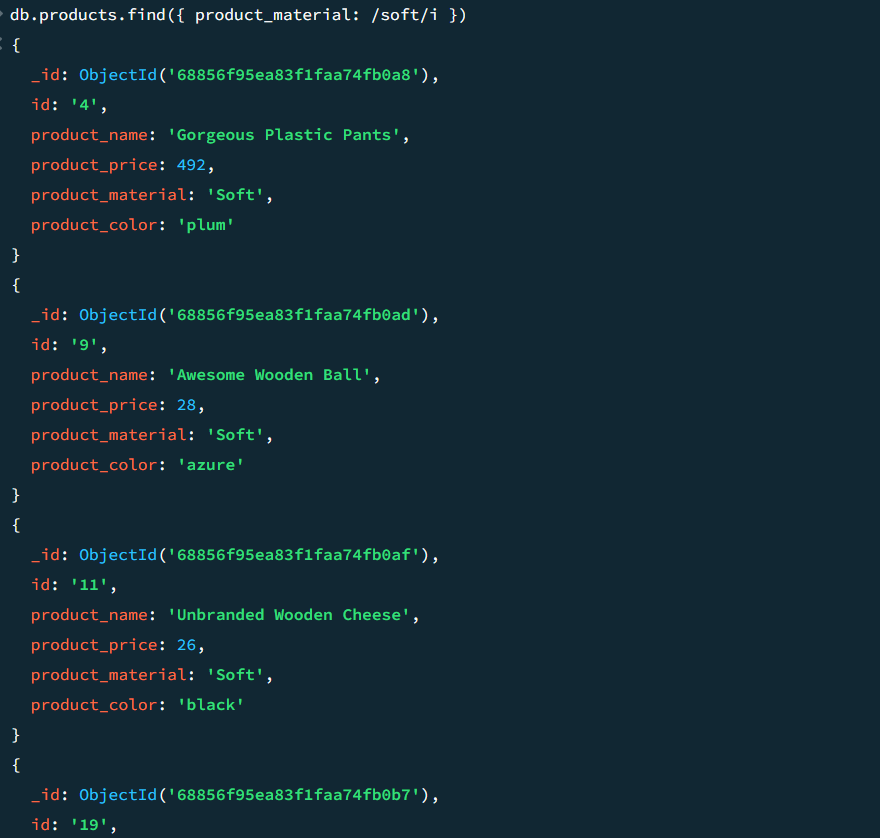 db.products.find({ product_material: /soft/i })
{
_id: ObjectId('68856f95ea83f1faa74fb0a8'),
id: '4',
product_name: 'Gorgeous Plastic Pants',
product_price: 492,
product_material: 'Soft',
product_color: 'plum'
}
{
_id: ObjectId('68856f95ea83f1faa74fb0ad'),
id: '9',
product_name: 'Awesome Wooden Ball',
product_price: 28,
product_material: 'Soft',
product_color: 'azure'
}
{
_id: ObjectId('68856f95ea83f1faa74fb0af'),
id: '11',
product_name: 'Unbranded Wooden Cheese',
product_price: 26,
product_material: 'Soft',
product_color: 'black'
}
{
_id: ObjectId('68856f95ea83f1faa74fb0b7'),
id: '19',